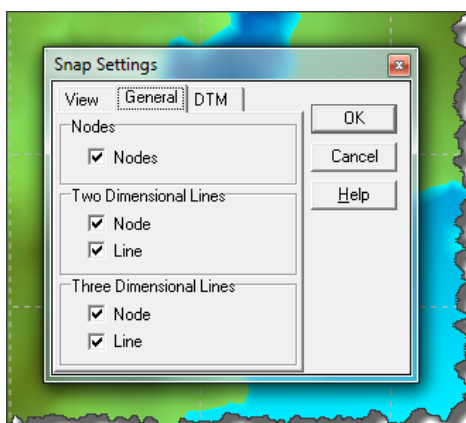 Snap Settings
View General DTM
Nodes
Nodes
Two Dimensional Lines
Node
Line
Three Dimensional Lines
Node
Line
OK
Cancel
Help